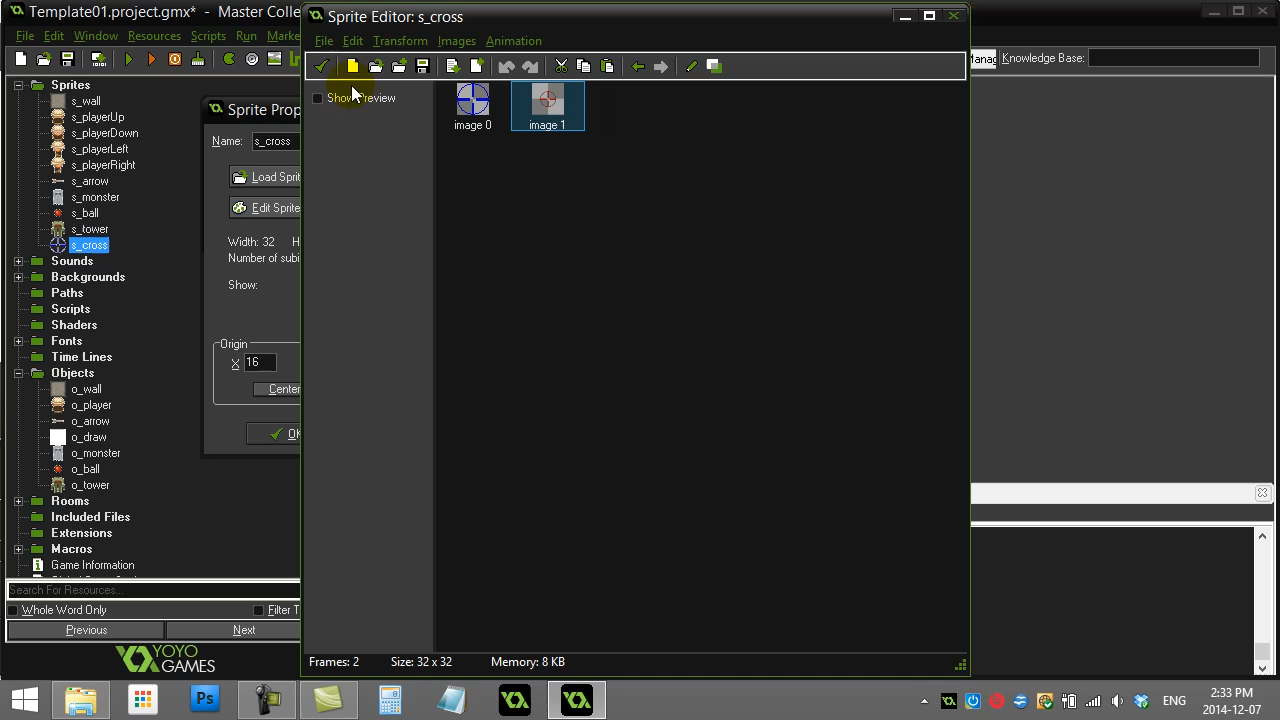 Template01.project.gmx* - Master Colle
File Edit Window Resources Scripts Run Marke
Manag Knowledge Base:
Sprites
s_wall
s_playerUp
s_playerDown
s_playerLeft
s_playerRight
s_arrow
s_monster
s_ball
s_tower
s_cross
Sounds
Backgrounds
Paths
Scripts
Shaders
Fonts
Time Lines
Objects
o_wall
o_player
o_arrow
o_draw
o_monster
o_ball
o_tower
Rooms
Included Files
Extensions
Macros
Game Information
Search For Resources...
Whole Word Only Filter T
Previous Next
YOYO
GAMES
Sprite Prop
Name: s_cross
Load Sprit
Edit Sprite
Width: 32 H
Number of subi
Show:
Origin
X 16
Center
OK
Sprite Editor: s_cross
File Edit Transform Images Animation
Show Preview
image 0 image 1
Frames: 2 Size: 32 x 32 Memory: 8 KB
Ps
ENG
2:33 PM
2014-12-07